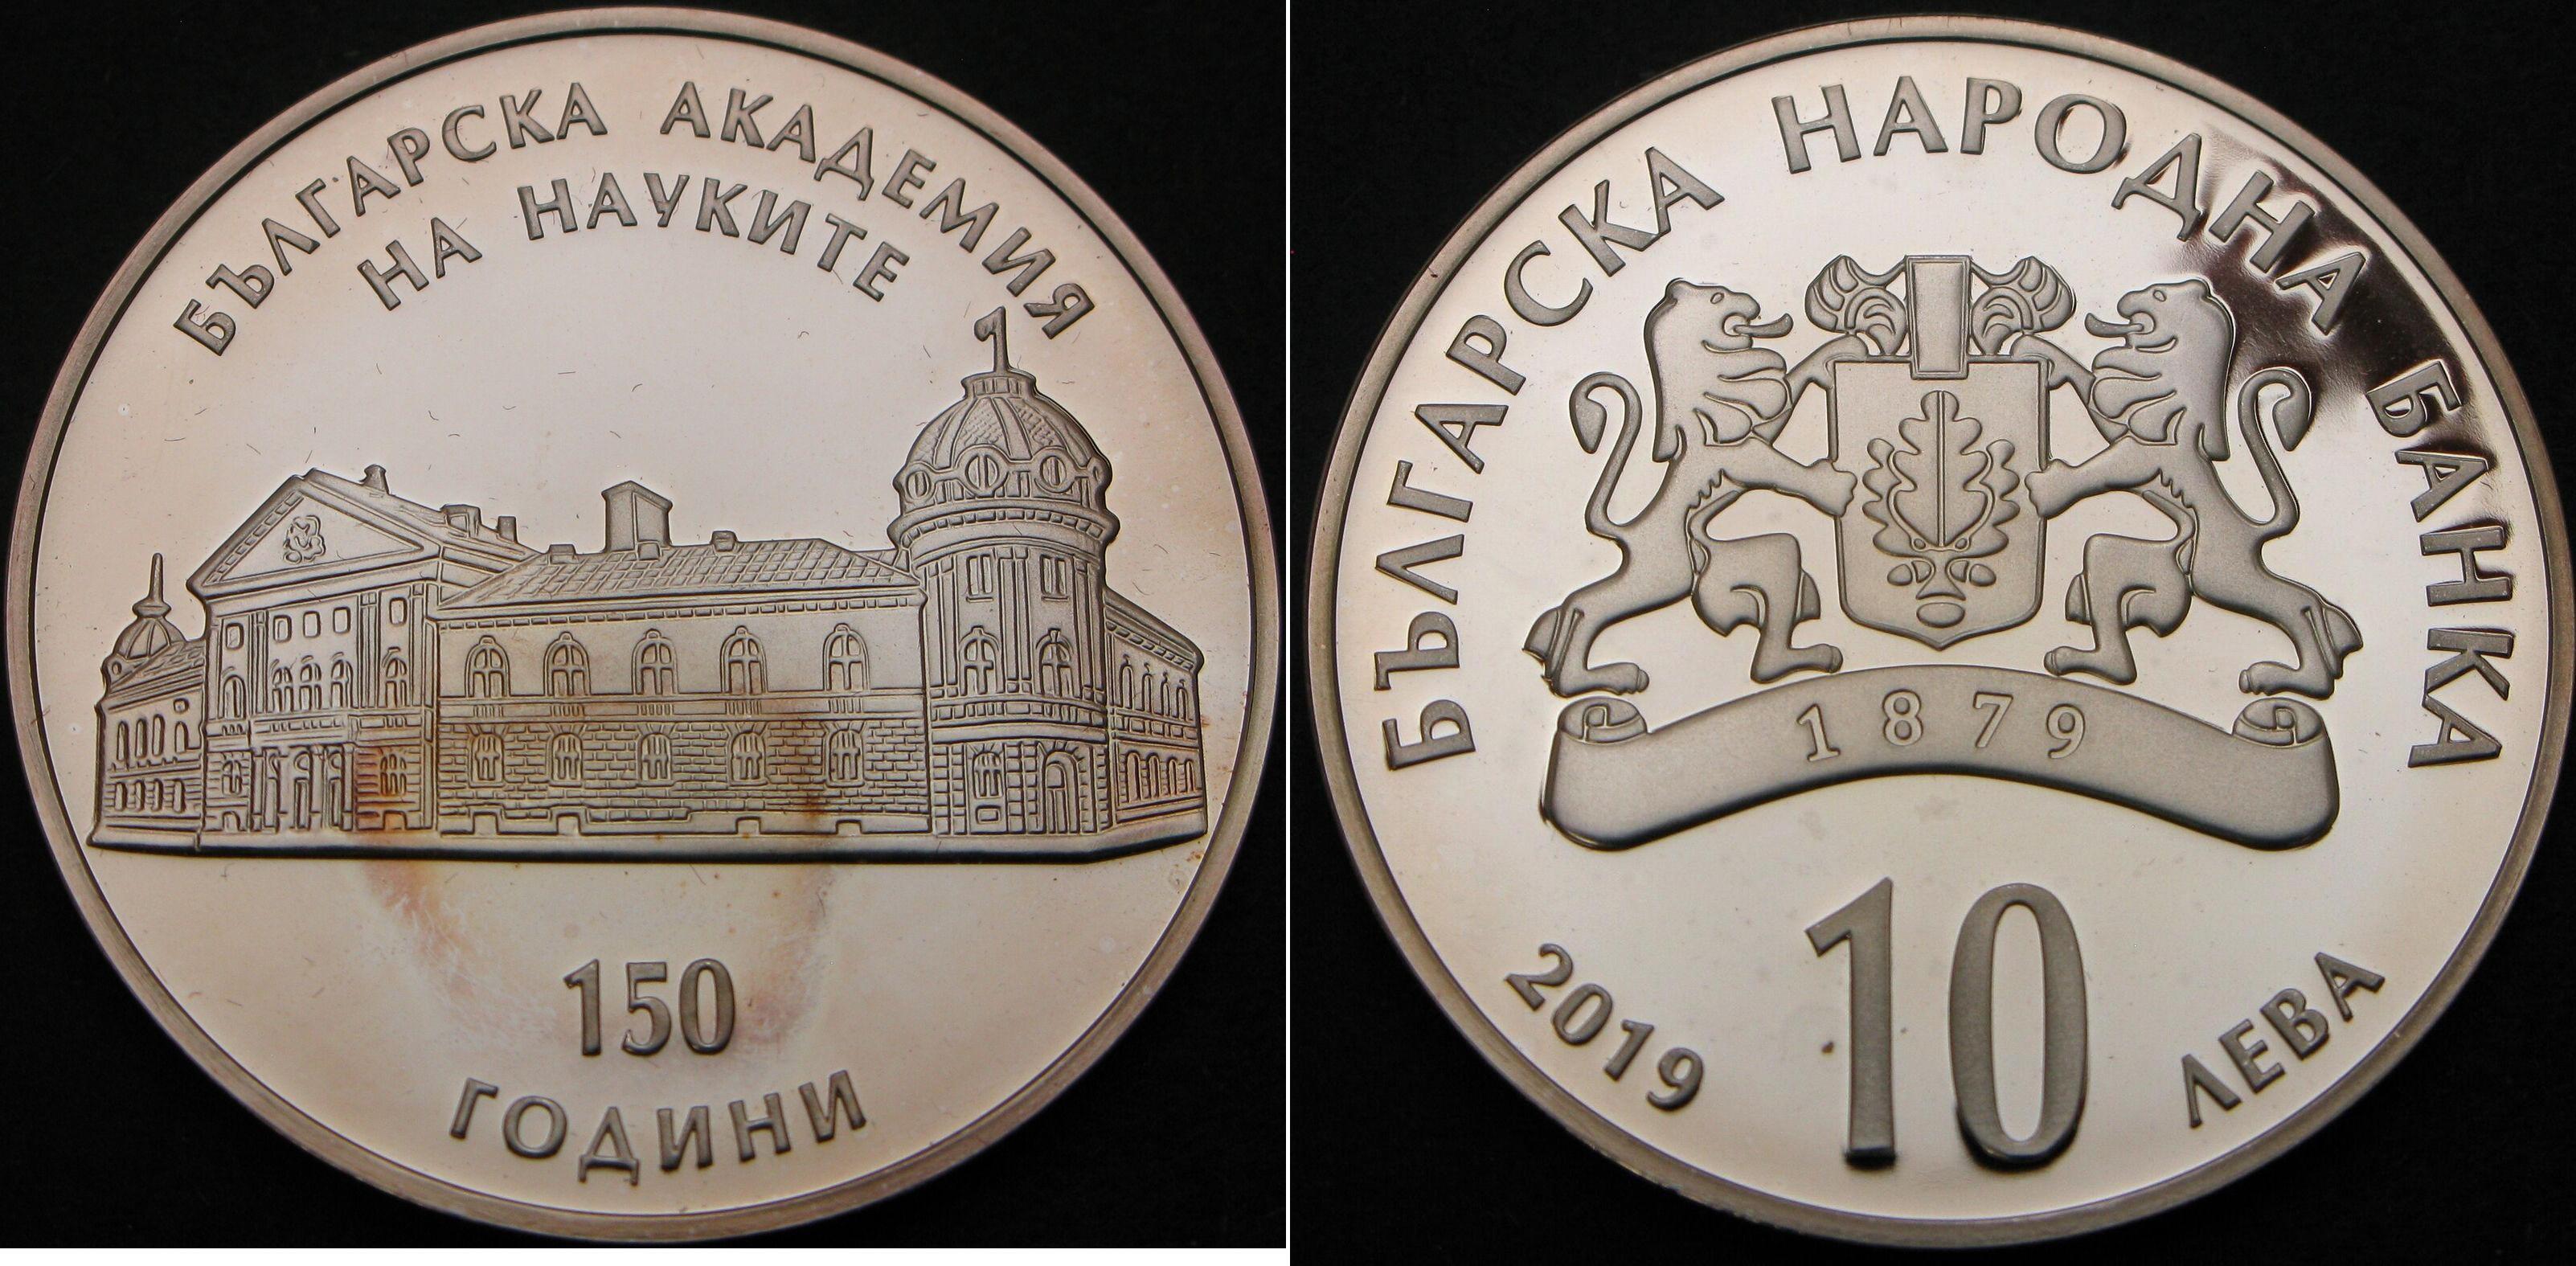 БЪЛГАРСКА АКАДЕМИЯ
НА НАУКИТЕ
150
ГОДИНИ
БЪЛГАРСКА НАРОДНА БАНКА
1879
2019
10
ЛЕВА